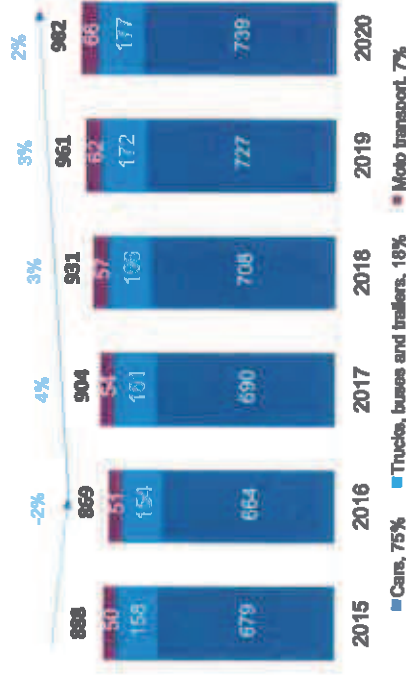 -2% 4% 3% 3% 2%
888 869 904 931 961 982
50 51 54 57 62 66
158 154 161 166 172 177
679 664 690 708 727 739
2015 2016 2017 2018 2019 2020
Cars, 75% Trucks, buses and trailers, 18% Moto transport, 7%